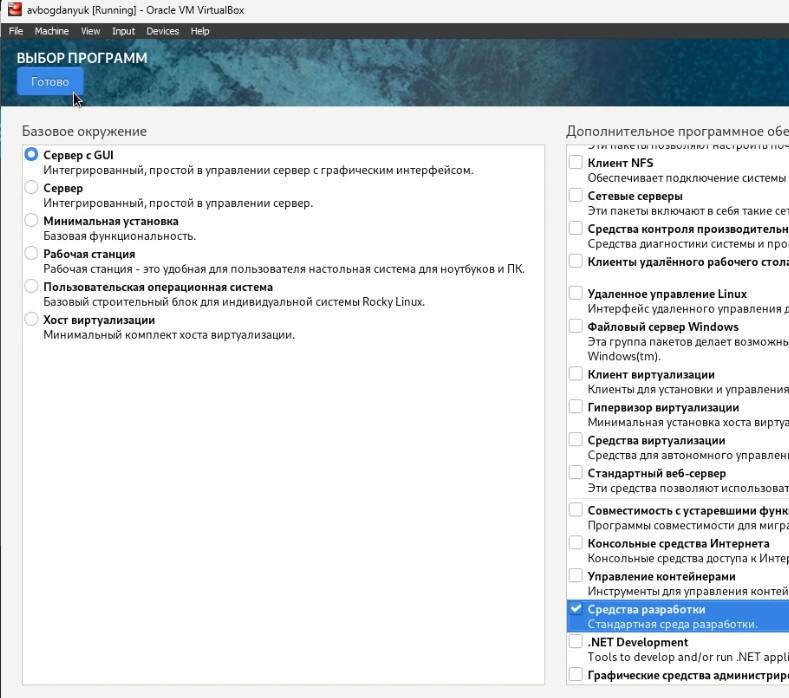 avbogdanyuk [Running] - Oracle VM VirtualBox
File Machine View Input Devices Help
ВЫБОР ПРОГРАММ
Готово
Базовое окружение
Сервер с GUI
Интегрированный, простой в управлении сервер с графическим интерфейсом.
Сервер
Интегрированный, простой в управлении сервер.
Минимальная установка
Базовая функциональность.
Рабочая станция
Рабочая станция - это удобная для пользователя настольная система для ноутбуков и ПК.
Пользовательская операционная система
Базовый строительный блок для индивидуальной системы Rocky Linux.
Хост виртуализации
Минимальный комплект хоста виртуализации.
Дополнительное программное обе
Эти пакеты позволяют настроить поч
Клиент NFS
Обеспечивает подключение системы
Сетевые серверы
Эти пакеты включают в себя такие сет
Средства контроля производительн
Средства диагностики системы и про
Клиенты удалённого рабочего стола
Удаленное управление Linux
Интерфейс удаленного управления д
Файловый сервер Windows
Эта группа пакетов делает возможны
Windows(tm).
Клиент виртуализации
Клиенты для установки и управления
Гипервизор виртуализации
Минимальная установка хоста виртуа
Средства виртуализации
Средства для автономного управлен
Стандартный веб-сервер
Эти средства позволяют использоват
Совместимость с устаревшими функ
Программы совместимости для мигра
Консольные средства Интернета
Консольные средства доступа к Инте
Управление контейнерами
Инструменты для управления контей
Средства разработки
Стандартная среда разработки.
.NET Development
Tools to develop and/or run .NET appli
Графические средства администрир